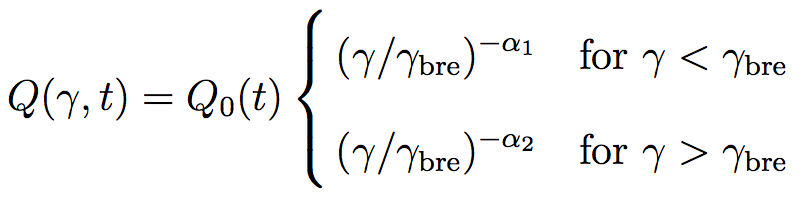 Q(γ, t) = Q₀(t) { (γ/γ_bre)^{−α₁} for γ < γ_bre
(γ/γ_bre)^{−α₂} for γ > γ_bre